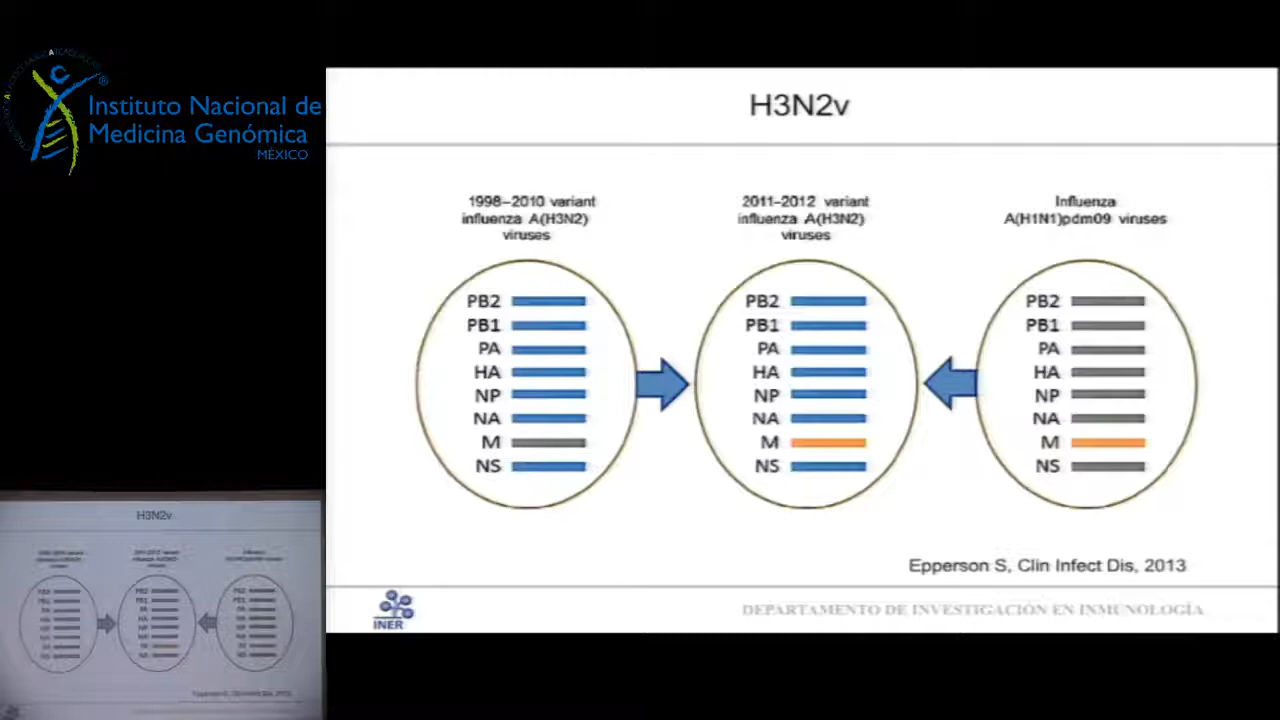 Instituto Nacional de
Medicina Genómica
MÉXICO
H3N2v
1998–2010 variant
influenza A(H3N2)
viruses
2011–2012 variant
influenza A(H3N2)
viruses
Influenza
A(H1N1)pdm09 viruses
PB2
PB1
PA
HA
NP
NA
M
NS
PB2
PB1
PA
HA
NP
NA
M
NS
PB2
PB1
PA
HA
NP
NA
M
NS
Epperson S, Clin Infect Dis, 2013
INER
DEPARTAMENTO DE INVESTIGACIÓN EN INMUNOLOGÍA
H3N2v